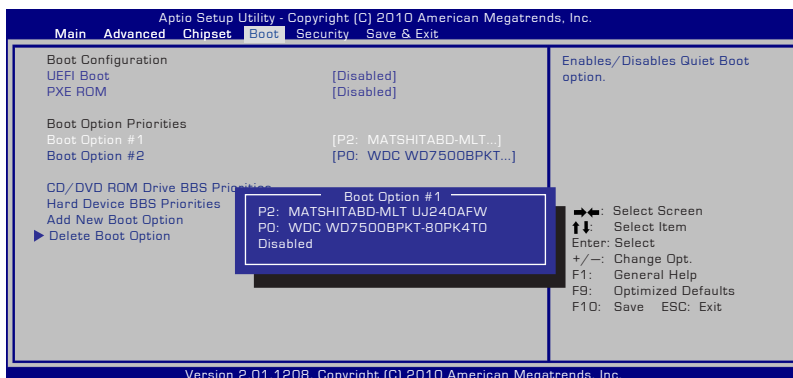 Aptio Setup Utility - Copyright (C) 2010 American Megatrends, Inc.
Main Advanced Chipset Boot Security Save & Exit
Boot Configuration
UEFI Boot [Disabled]
PXE ROM [Disabled]
Boot Option Priorities
Boot Option #1 [P2: MATSHITABD-MLT...]
Boot Option #2 [P0: WDC WD7500BPKT...]
CD/DVD ROM Drive BBS Priorities
Hard Device BBS Priorities
Add New Boot Option
Delete Boot Option
Boot Option #1
P2: MATSHITABD-MLT UJ240AFW
P0: WDC WD7500BPKT-80PK4T0
Disabled
Enables/Disables Quiet Boot
option.
: Select Screen
: Select Item
Enter: Select
+/—: Change Opt.
F1: General Help
F9: Optimized Defaults
F10: Save ESC: Exit
Version 2.01.1208. Copyright (C) 2010 American Megatrends, Inc.